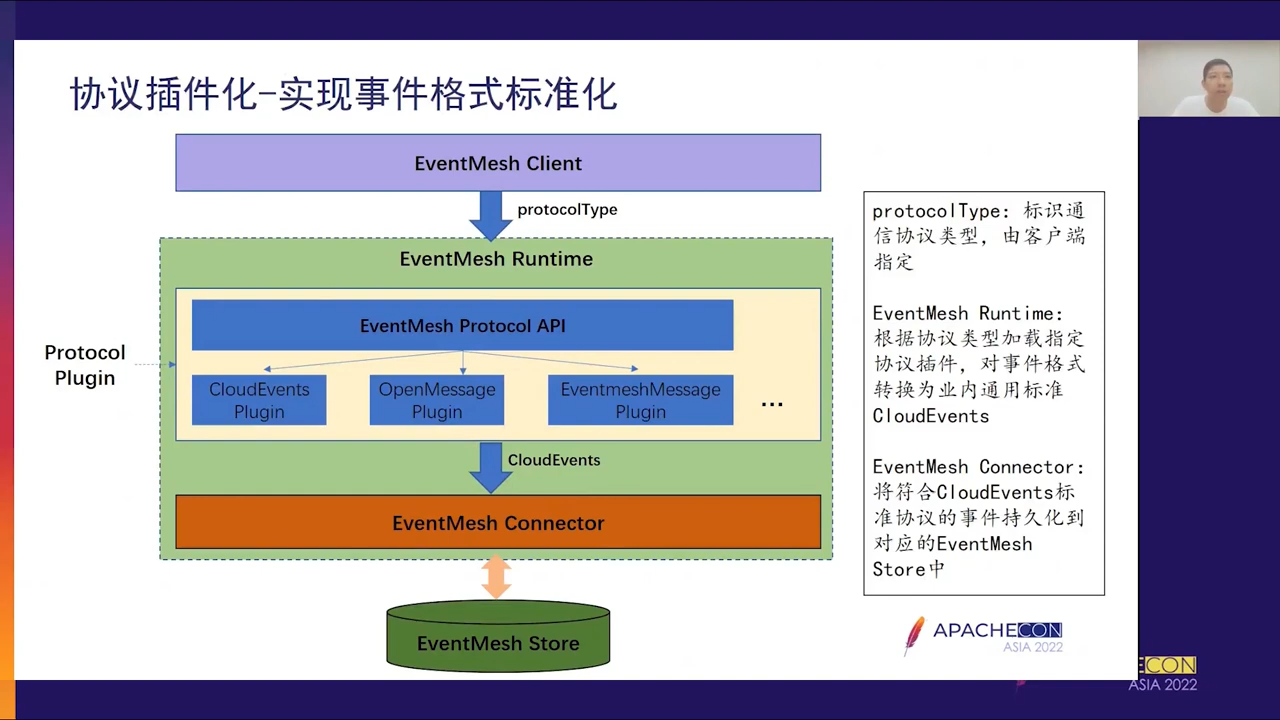 协议插件化-实现事件格式标准化
EventMesh Client
protocolType
EventMesh Runtime
EventMesh Protocol API
Protocol
Plugin
CloudEvents
Plugin
OpenMessage
Plugin
EventmeshMessage
Plugin
...
CloudEvents
EventMesh Connector
EventMesh Store
protocolType: 标识通
信协议类型，由客户端
指定
EventMesh Runtime:
根据协议类型加载指定
协议插件，对事件格式
转换为业内通用标准
CloudEvents
EventMesh Connector:
将符合CloudEvents标
准协议的事件持久化到
对应的EventMesh
Store中
APACHECON
ASIA 2022
ECON
ASIA 2022